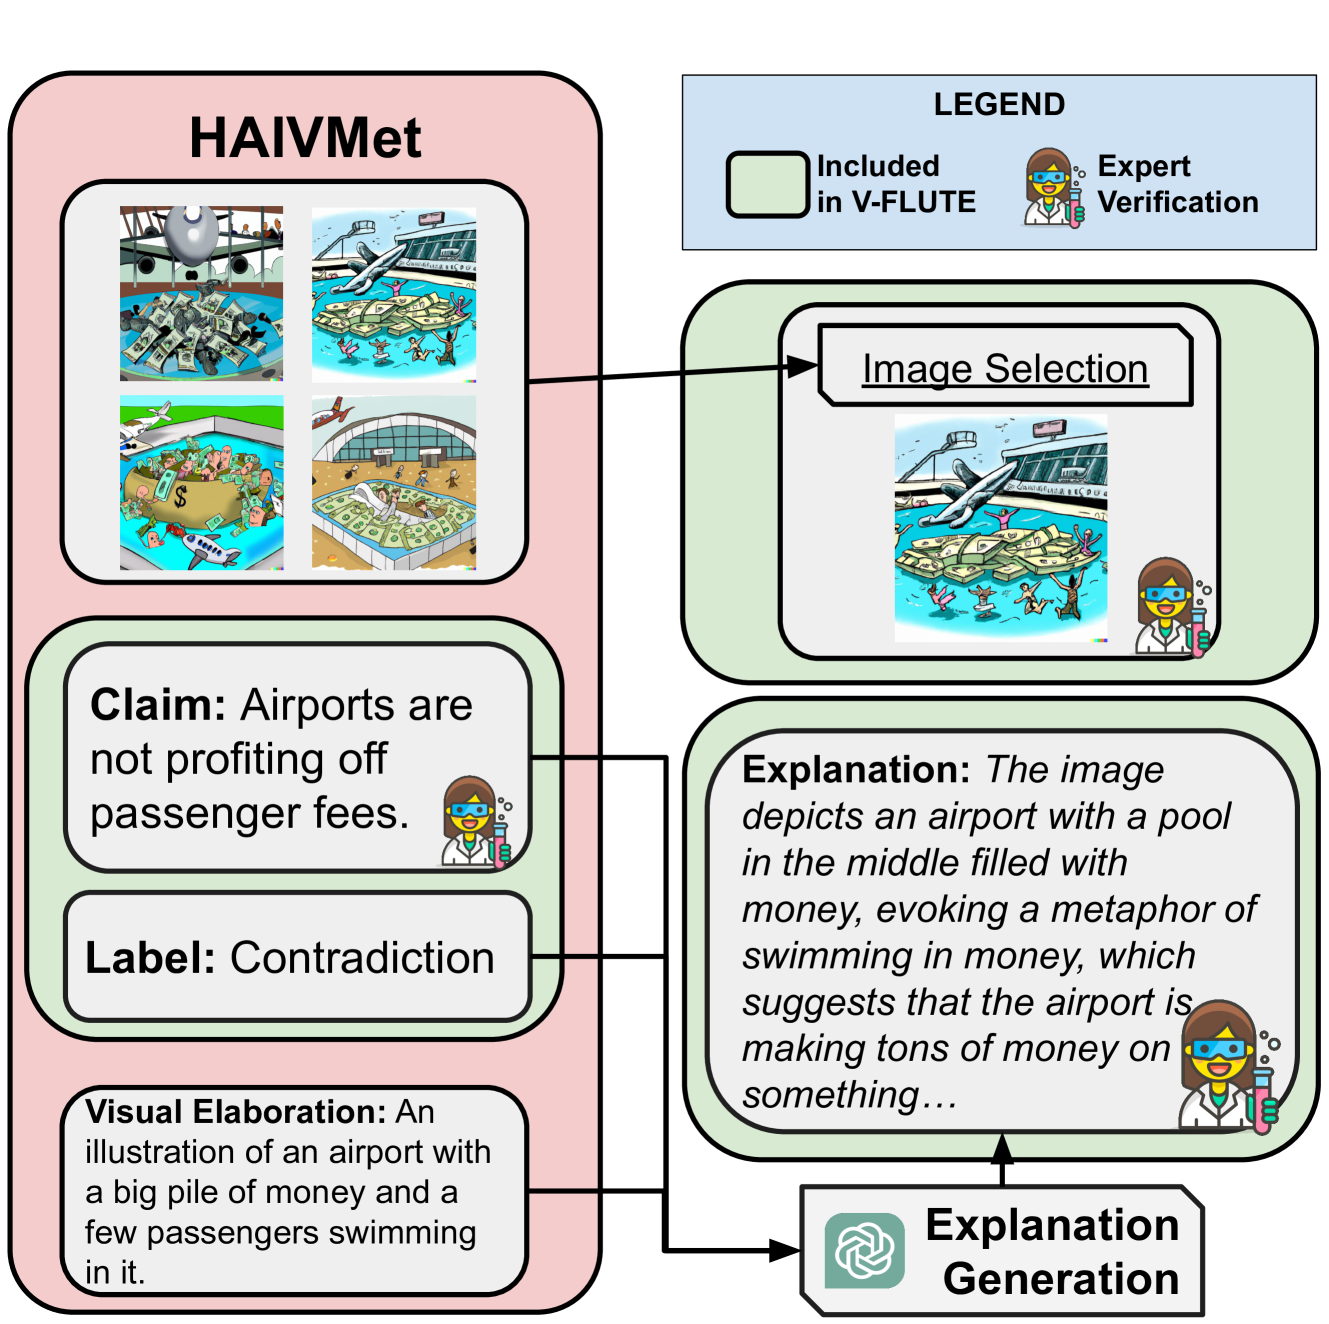 HAIVMet
LEGEND
Included
in V-FLUTE
Expert
Verification
Image Selection
$
Claim: Airports are
not profiting off
passenger fees.
Label: Contradiction
Visual Elaboration: An
illustration of an airport with
a big pile of money and a
few passengers swimming
in it.
Explanation: The image
depicts an airport with a pool
in the middle filled with
money, evoking a metaphor of
swimming in money, which
suggests that the airport is
making tons of money on
something…
Explanation
Generation